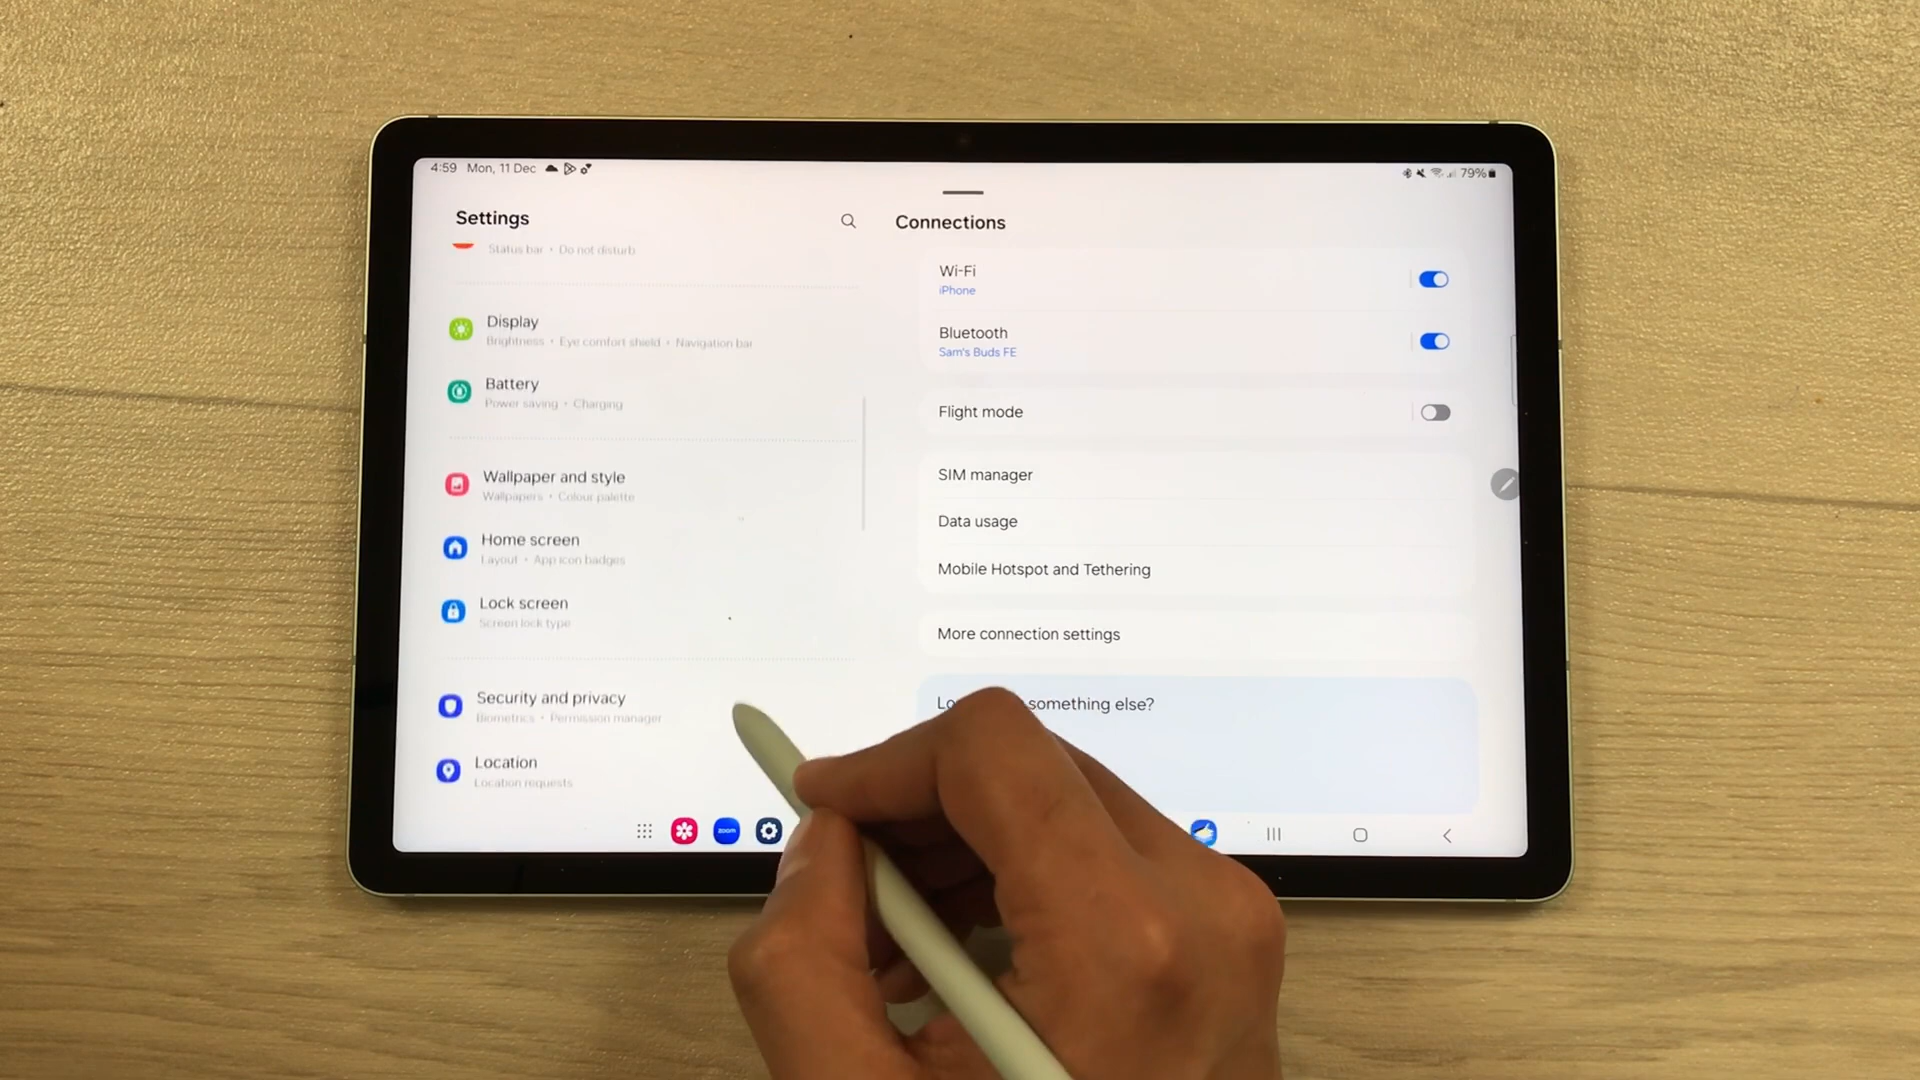 4:59 Mon, 11 Dec
79%
Settings
Status bar • Do not disturb
Display
Brightness • Eye comfort shield • Navigation bar
Battery
Power saving • Charging
Wallpaper and style
Wallpapers • Colour palette
Home screen
Layout • App icon badges
Lock screen
Screen lock type
Security and privacy
Biometrics • Permission manager
Location
Location requests
Connections
Wi-Fi
iPhone
Bluetooth
Sam's Buds FE
Flight mode
SIM manager
Data usage
Mobile Hotspot and Tethering
More connection settings
something else?
zoom